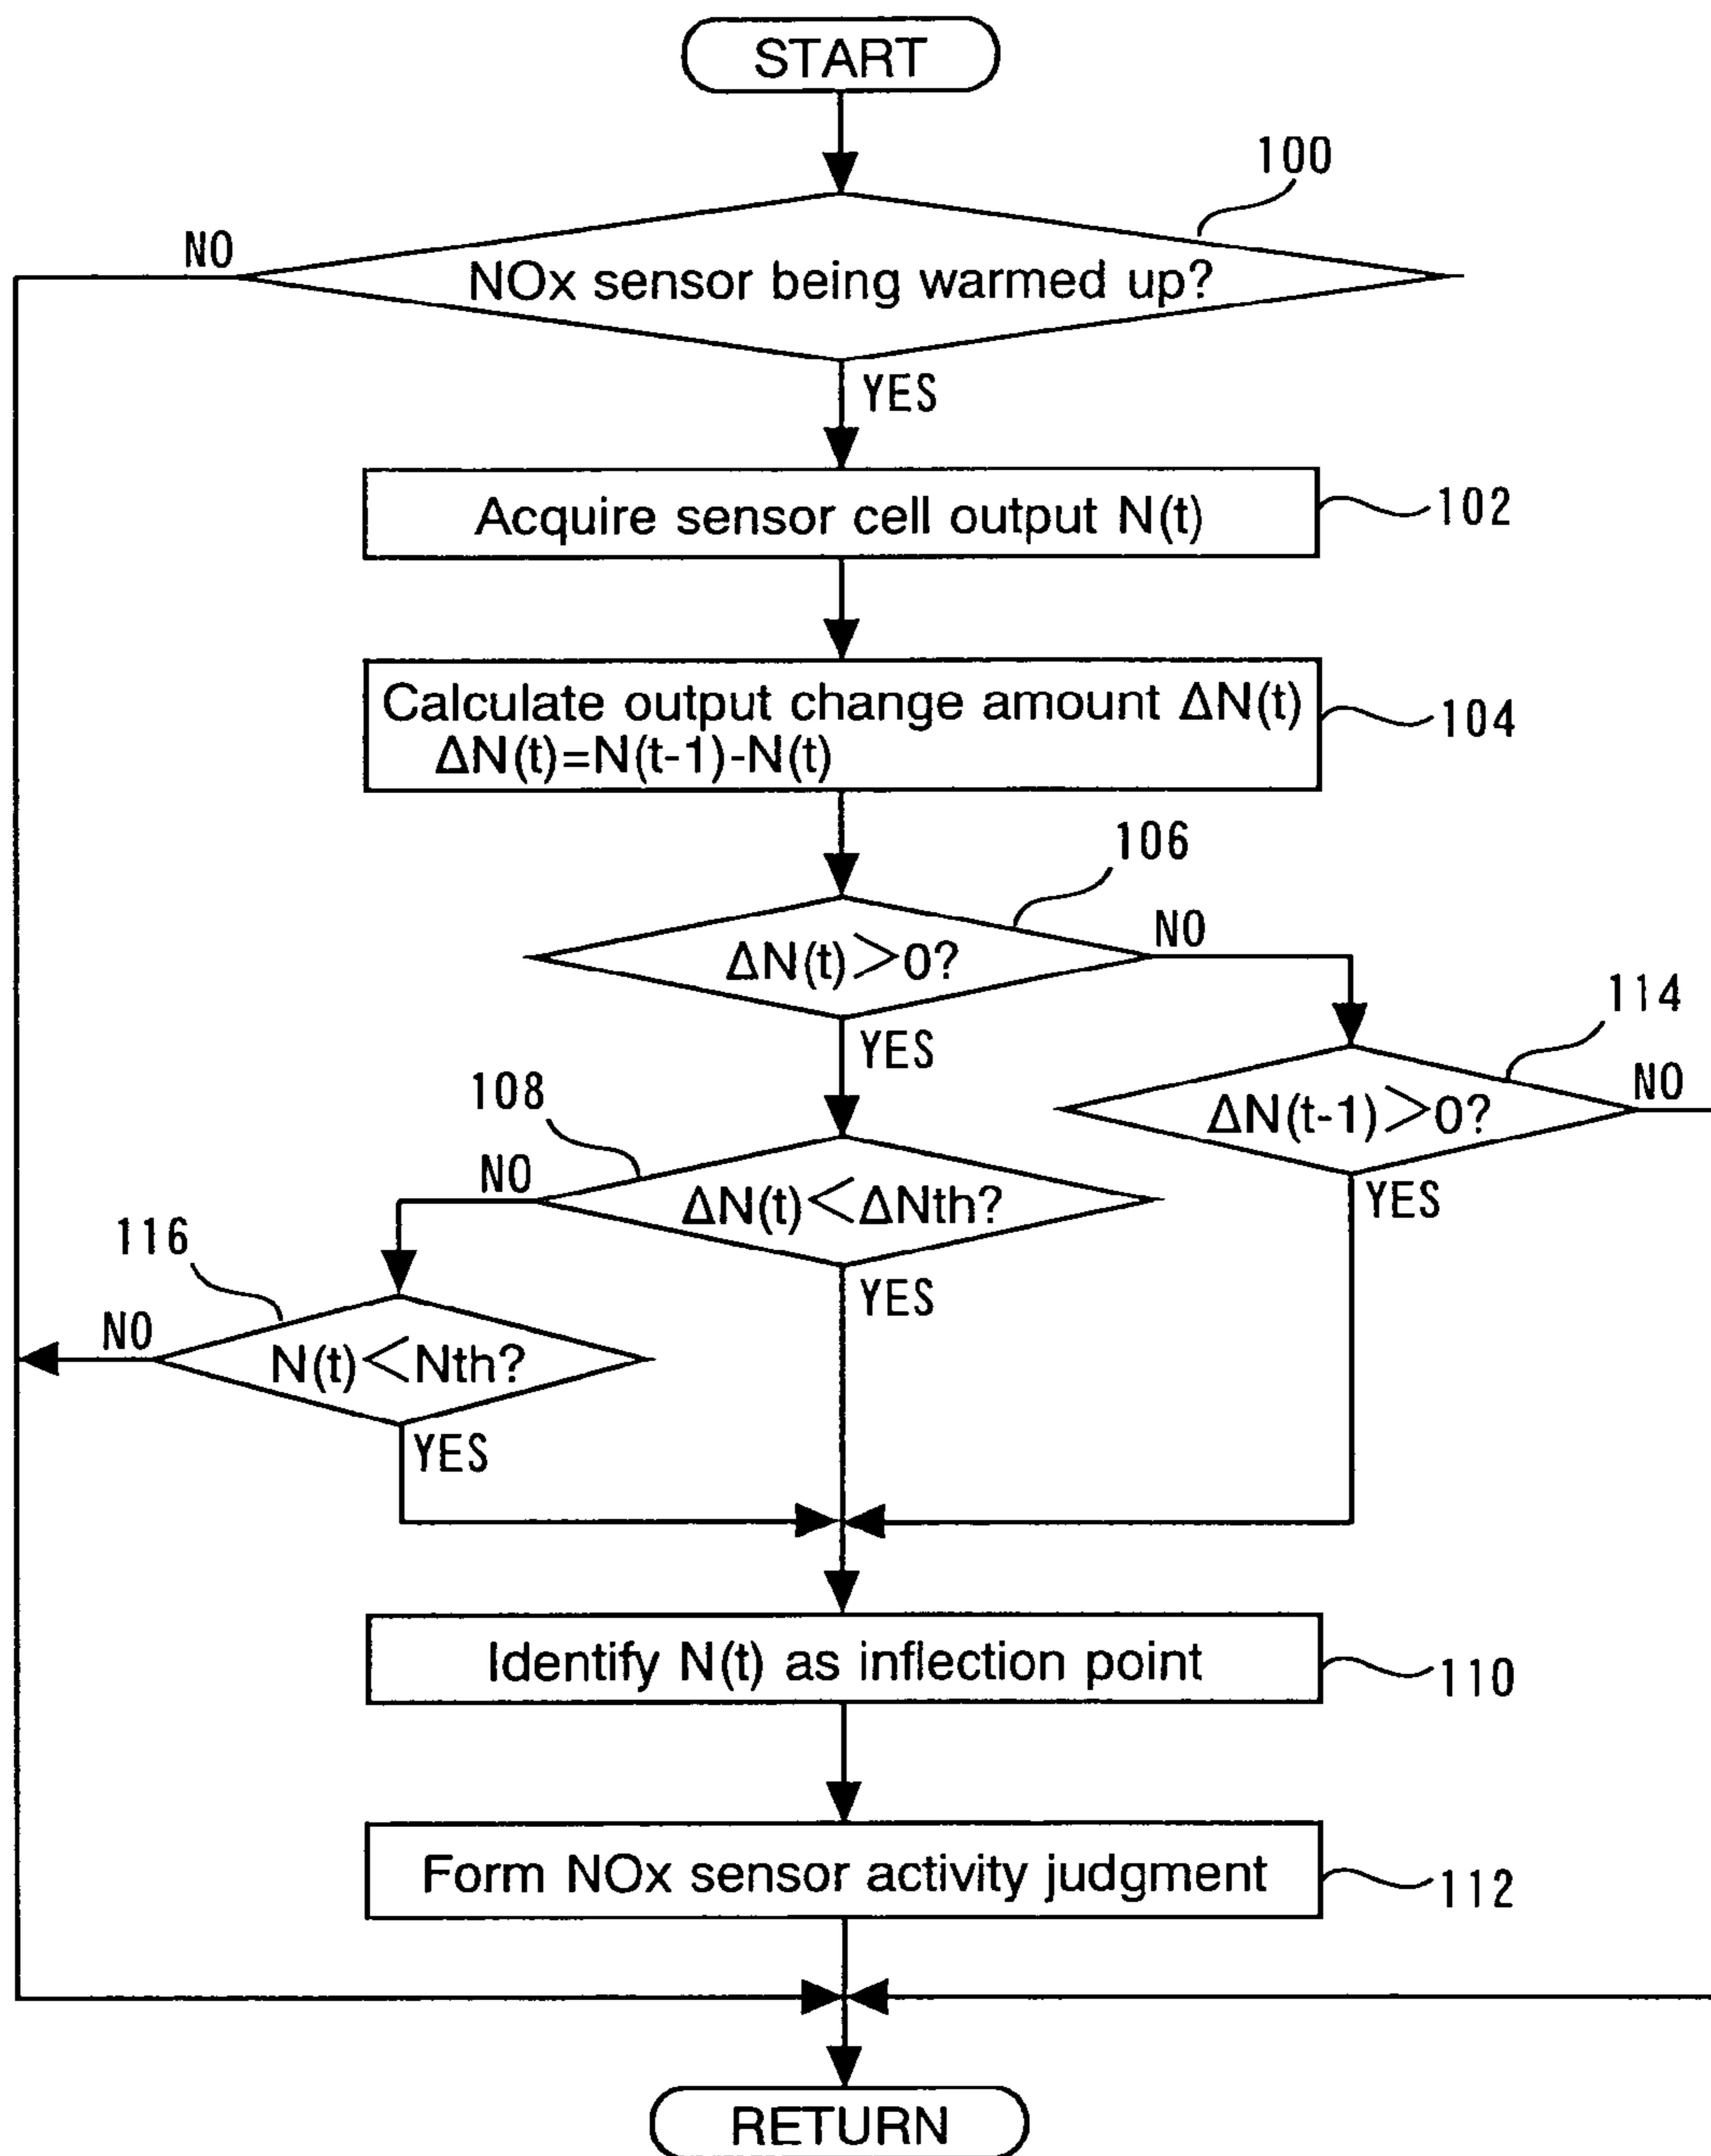 START
100
NO
NOx sensor being warmed up?
YES
Acquire sensor cell output N(t)
102
Calculate output change amount ΔN(t)
ΔN(t)=N(t-1)-N(t)
104
106
ΔN(t)>0?
NO
YES
114
ΔN(t-1)>0?
NO
YES
108
NO
ΔN(t)<ΔNth?
YES
116
NO
N(t)<Nth?
YES
Identify N(t) as inflection point
110
Form NOx sensor activity judgment
112
RETURN